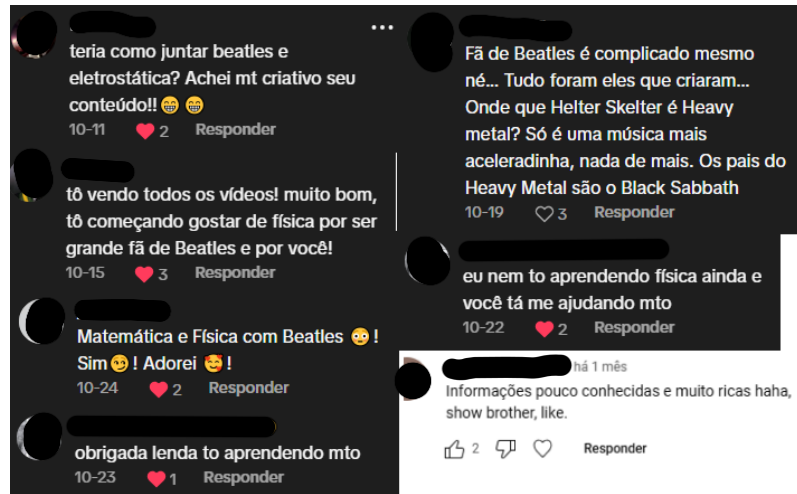 teria como juntar beatles e
eletrostática? Achei mt criativo seu
conteúdo!! 😁 😁
10-11 2 Responder
tô vendo todos os vídeos! muito bom,
tô começando gostar de física por ser
grande fã de Beatles e por você!
10-15 3 Responder
Matemática e Física com Beatles 😳 !
Sim 😏 ! Adorei 🥰 !
10-24 2 Responder
obrigada lenda to aprendendo mto
10-23 1 Responder
Fã de Beatles é complicado mesmo
né... Tudo foram eles que criaram...
Onde que Helter Skelter é Heavy
metal? Só é uma música mais
aceleradinha, nada de mais. Os pais do
Heavy Metal são o Black Sabbath
10-19 3 Responder
eu nem to aprendendo física ainda e
você tá me ajudando mto
10-22 2 Responder
há 1 mês
Informações pouco conhecidas e muito ricas haha,
show brother, like.
2 Responder